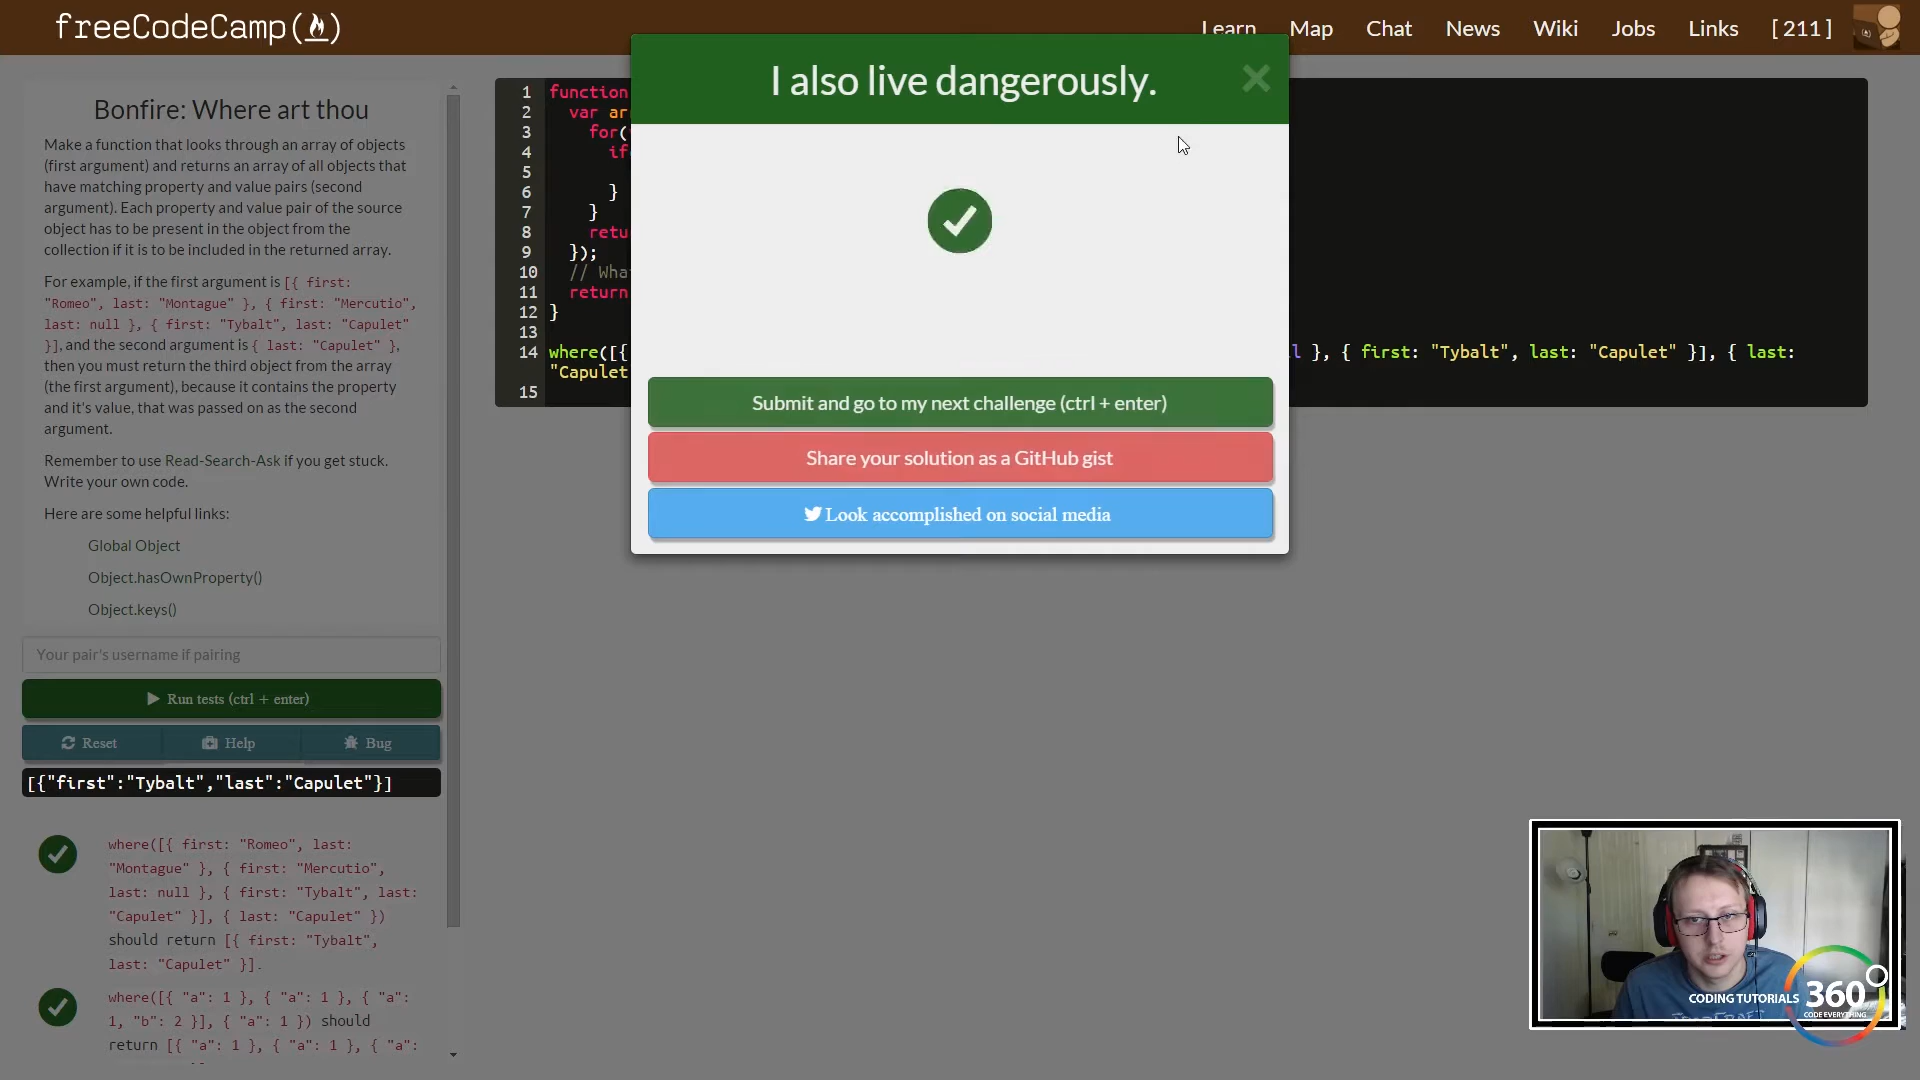 freeCodeCamp(🔥)
Learn
Map
Chat
News
Wiki
Jobs
Links
[ 211 ]
Bonfire: Where art thou
Make a function that looks through an array of objects
(first argument) and returns an array of all objects that
have matching property and value pairs (second
argument). Each property and value pair of the source
object has to be present in the object from the
collection if it is to be included in the returned array.
For example, if the first argument is [{ first:
"Romeo", last: "Montague" }, { first: "Mercutio",
last: null }, { first: "Tybalt", last: "Capulet"
}], and the second argument is { last: "Capulet" },
then you must return the third object from the array
(the first argument), because it contains the property
and it's value, that was passed on as the second
argument.
Remember to use Read-Search-Ask if you get stuck.
Write your own code.
Here are some helpful links:
Global Object
Object.hasOwnProperty()
Object.keys()
Your pair's username if pairing
Run tests (ctrl + enter)
Reset
Help
Bug
[{"first":"Tybalt","last":"Capulet"}]
where([{ first: "Romeo", last:
"Montague" }, { first: "Mercutio",
last: null }, { first: "Tybalt", last:
"Capulet" }], { last: "Capulet" })
should return [{ first: "Tybalt",
last: "Capulet" }].
where([{ "a": 1 }, { "a": 1 }, { "a":
1, "b": 2 }], { "a": 1 }) should
return [{ "a": 1 }, { "a": 1 }, { "a":
1 function
2 var ar
3 for(
4 if
5
6 }
7 }
8 retu
9 });
10 // Wha
11 return
12 }
13
14 where([{ l }, { first: "Tybalt", last: "Capulet" }], { last:
"Capulet
15
I also live dangerously.
×
Submit and go to my next challenge (ctrl + enter)
Share your solution as a GitHub gist
Look accomplished on social media
CODING TUTORIALS 360
CODE EVERYTHING